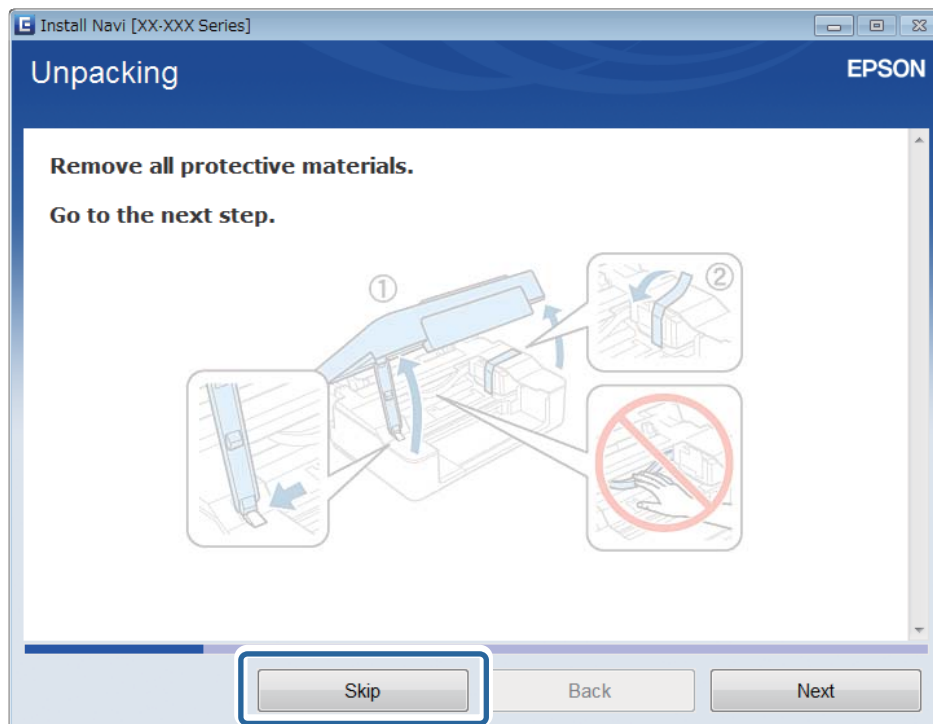 Install Navi [XX-XXX Series]
Unpacking
EPSON
Remove all protective materials.
Go to the next step.
①
②
Skip
Back
Next